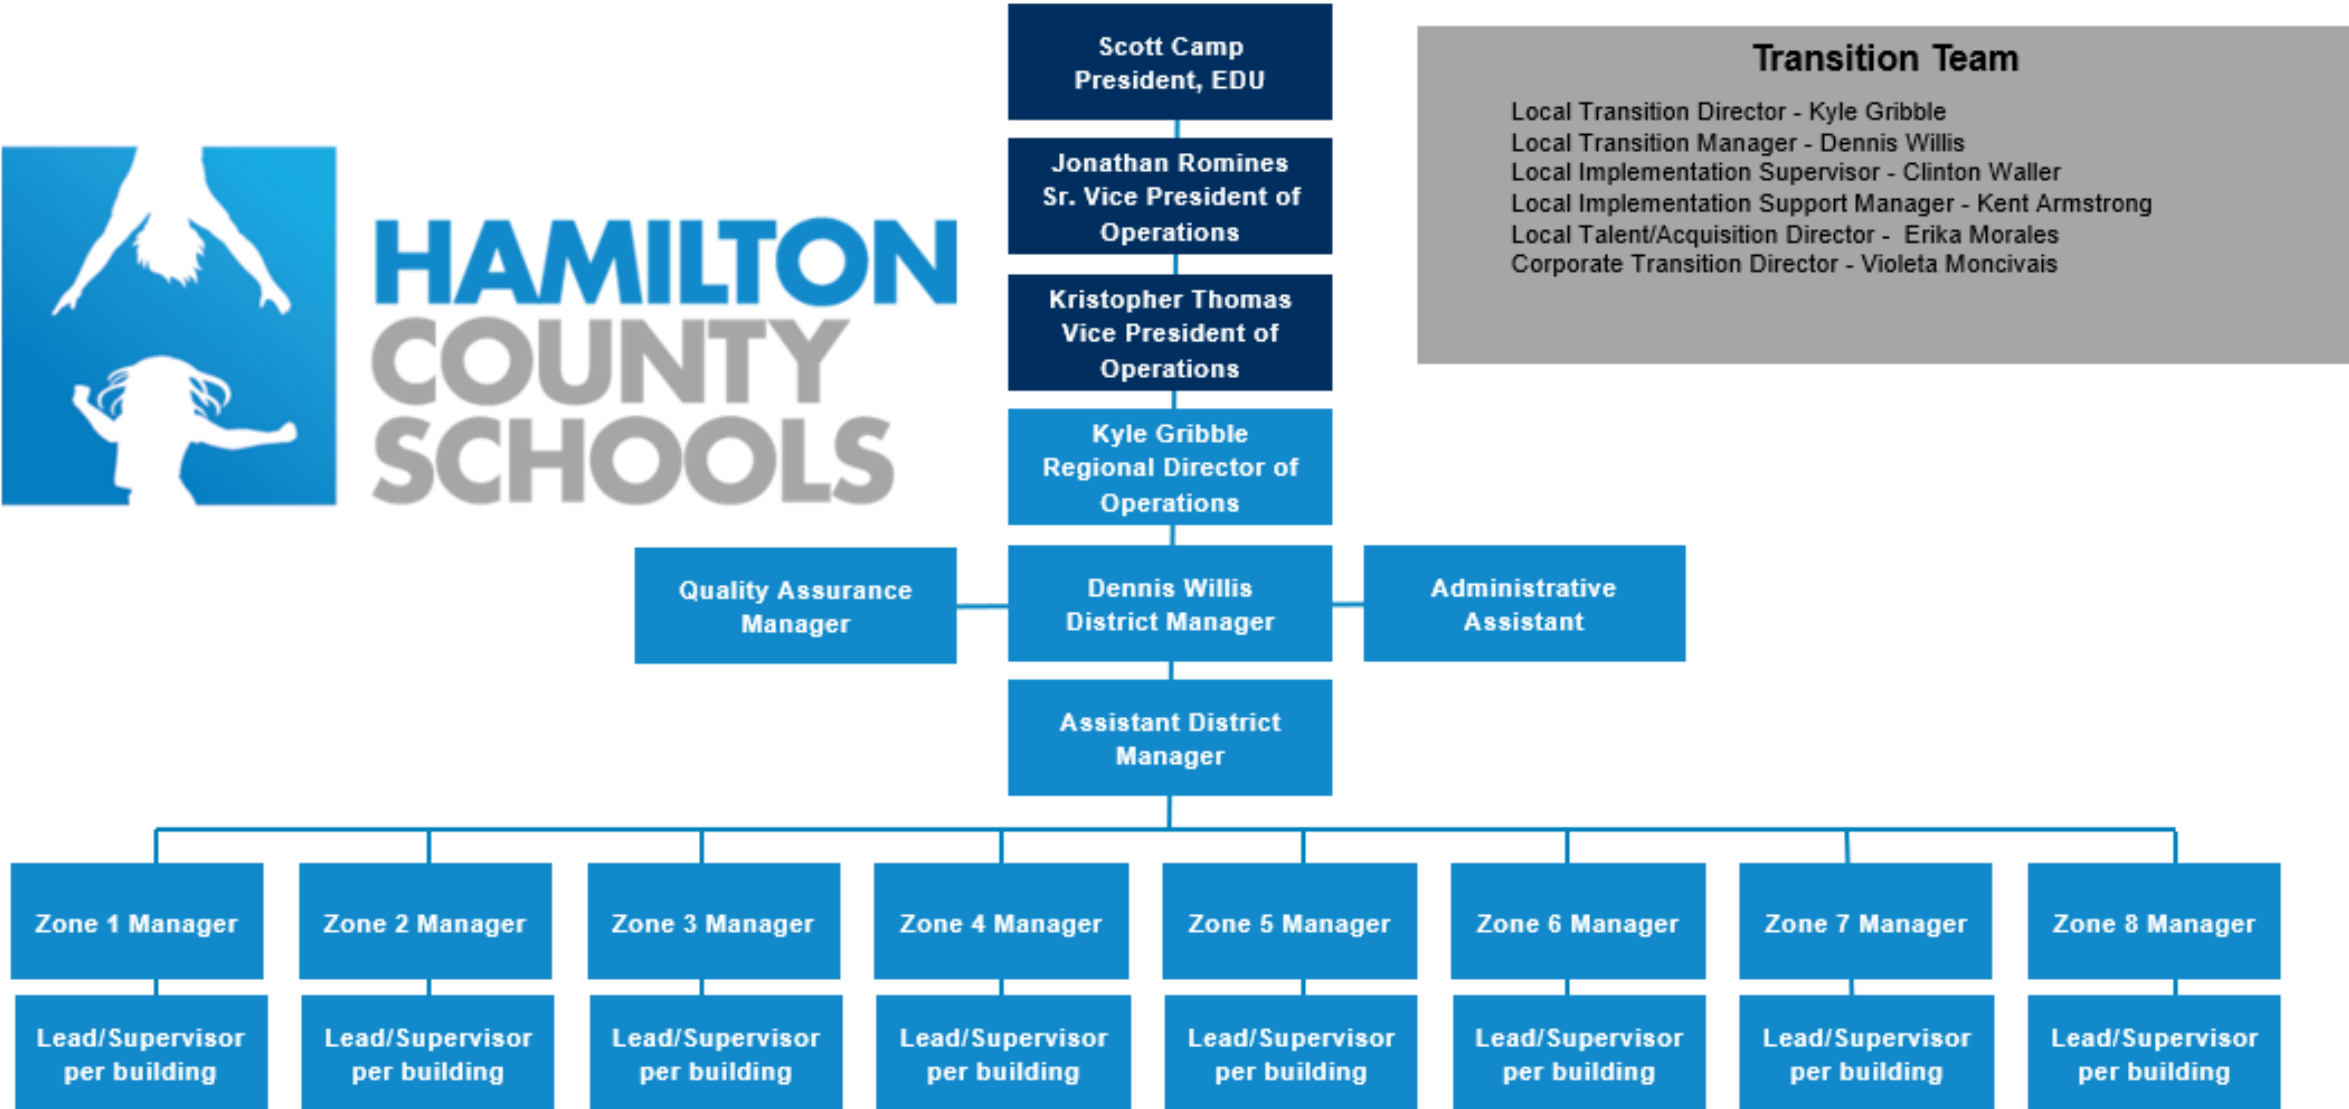 Scott Camp
President, EDU
Transition Team
Local Transition Director - Kyle Gribble
Local Transition Manager - Dennis Willis
Local Implementation Supervisor - Clinton Waller
Local Implementation Support Manager - Kent Armstrong
Local Talent/Acquisition Director -  Erika Morales
Corporate Transition Director - Violeta Moncivais
Jonathan Romines
Sr. Vice President of
Operations
HAMILTON
COUNTY
SCHOOLS
Kristopher Thomas
Vice President of
Operations
Kyle Gribble
Regional Director of
Operations
Quality Assurance
Manager
Dennis Willis
District Manager
Administrative
Assistant
Assistant District
Manager
Zone 1 Manager
Zone 2 Manager
Zone 3 Manager
Zone 4 Manager
Zone 5 Manager
Zone 6 Manager
Zone 7 Manager
Zone 8 Manager
Lead/Supervisor
per building
Lead/Supervisor
per building
Lead/Supervisor
per building
Lead/Supervisor
per building
Lead/Supervisor
per building
Lead/Supervisor
per building
Lead/Supervisor
per building
Lead/Supervisor
per building